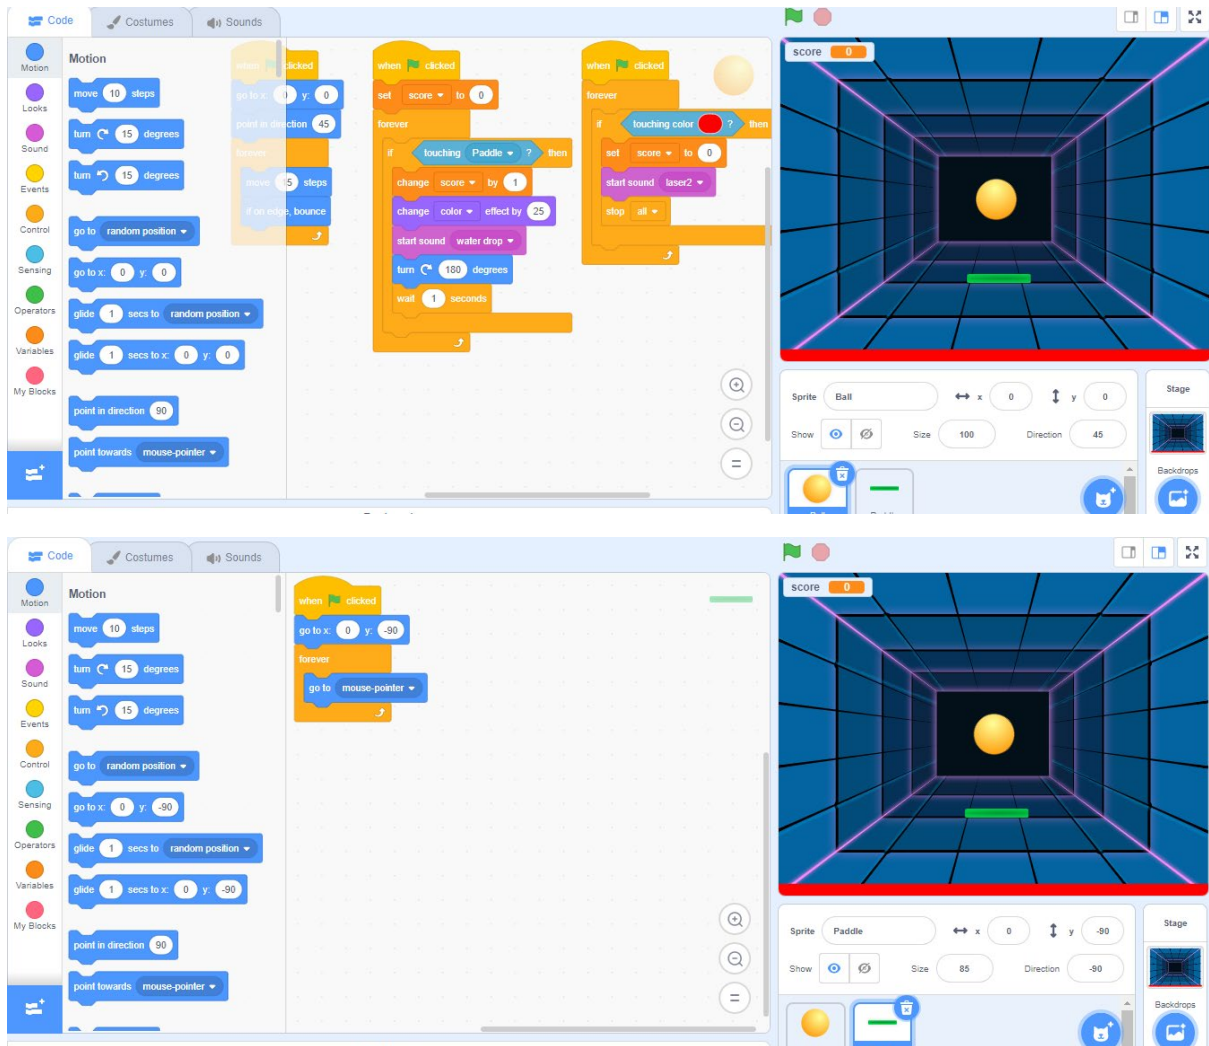 Code
Costumes
Sounds
Motion
Looks
Sound
Events
Control
Sensing
Operators
Variables
My Blocks
Motion
move 10 steps
turn 15 degrees
turn 15 degrees
go to random position
go to x: 0 y: 0
glide 1 secs to random position
glide 1 secs to x: 0 y: 0
point in direction 90
point towards mouse-pointer
when clicked
go to x: 0 y: 0
point in direction 45
forever
move 15 steps
if on edge, bounce
when clicked
set score to 0
forever
if touching Paddle ? then
change score by 1
change color effect by 25
start sound water drop
turn 180 degrees
wait 1 seconds
when clicked
forever
if touching color ? then
set score to 0
start sound laser2
stop all
score 0
Sprite Ball x 0 y 0
Show Size 100 Direction 45
Stage
Backdrops
Code
Costumes
Sounds
Motion
Looks
Sound
Events
Control
Sensing
Operators
Variables
My Blocks
Motion
move 10 steps
turn 15 degrees
turn 15 degrees
go to random position
go to x: 0 y: -90
glide 1 secs to random position
glide 1 secs to x: 0 y: -90
point in direction 90
point towards mouse-pointer
when clicked
go to x: 0 y: -90
forever
go to mouse-pointer
score 0
Sprite Paddle x 0 y -90
Show Size 85 Direction -90
Stage
Backdrops